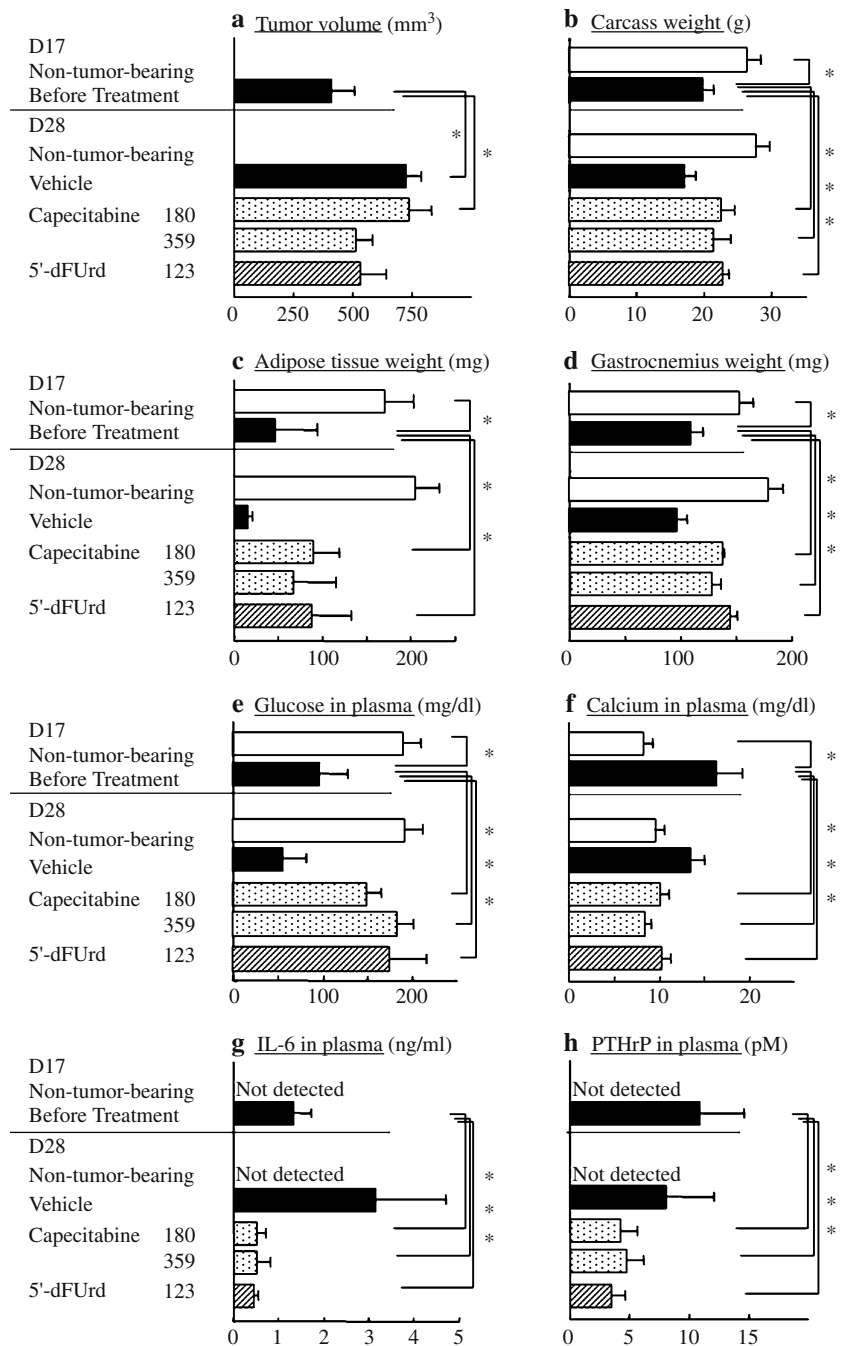 a Tumor volume (mm³)
b Carcass weight (g)
D17
Non-tumor-bearing
Before Treatment
D28
Non-tumor-bearing
Vehicle
Capecitabine 180
359
5'-dFUrd 123
*
*
0 250 500 750
*
*
*
*
0 10 20 30
c Adipose tissue weight (mg)
d Gastrocnemius weight (mg)
D17
Non-tumor-bearing
Before Treatment
D28
Non-tumor-bearing
Vehicle
Capecitabine 180
359
5'-dFUrd 123
*
*
*
0 100 200
*
*
*
*
0 100 200
e Glucose in plasma (mg/dl)
f Calcium in plasma (mg/dl)
D17
Non-tumor-bearing
Before Treatment
D28
Non-tumor-bearing
Vehicle
Capecitabine 180
359
5'-dFUrd 123
*
*
*
*
0 100 200
*
*
*
*
0 10 20
g IL-6 in plasma (ng/ml)
h PTHrP in plasma (pM)
D17
Non-tumor-bearing
Before Treatment
D28
Non-tumor-bearing
Vehicle
Capecitabine 180
359
5'-dFUrd 123
Not detected
Not detected
*
*
*
0 1 2 3 4 5
Not detected
Not detected
*
*
*
0 5 10 15